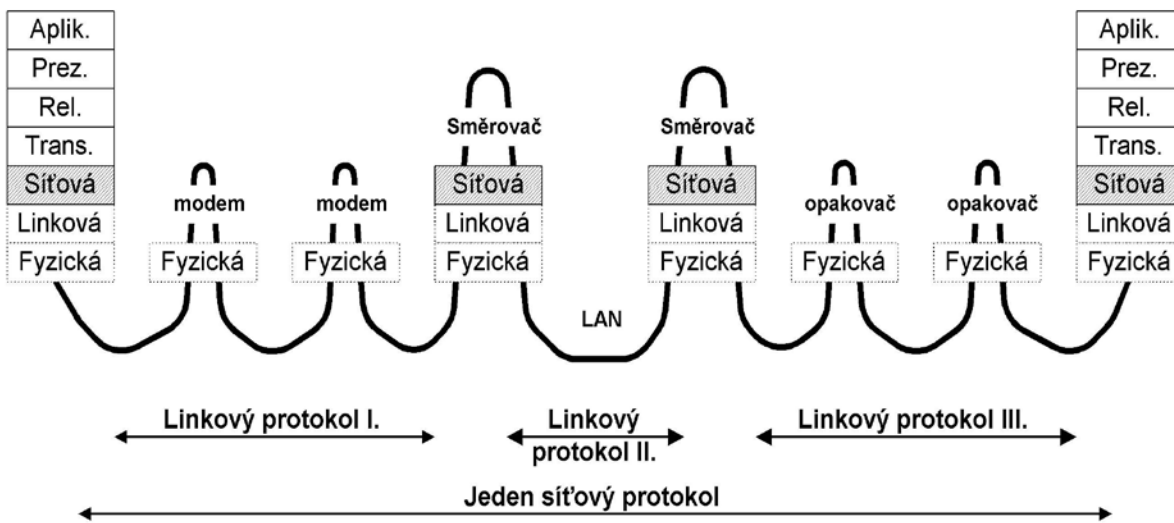 Aplik.
Prez.
Rel.
Trans.
Síťová
Linková
Fyzická
modem
Fyzická
modem
Fyzická
Směrovač
Síťová
Linková
Fyzická
LAN
Směrovač
Síťová
Linková
Fyzická
opakovač
Fyzická
opakovač
Fyzická
Aplik.
Prez.
Rel.
Trans.
Síťová
Linková
Fyzická
Linkový protokol I.
Linkový
protokol II.
Linkový protokol III.
Jeden síťový protokol